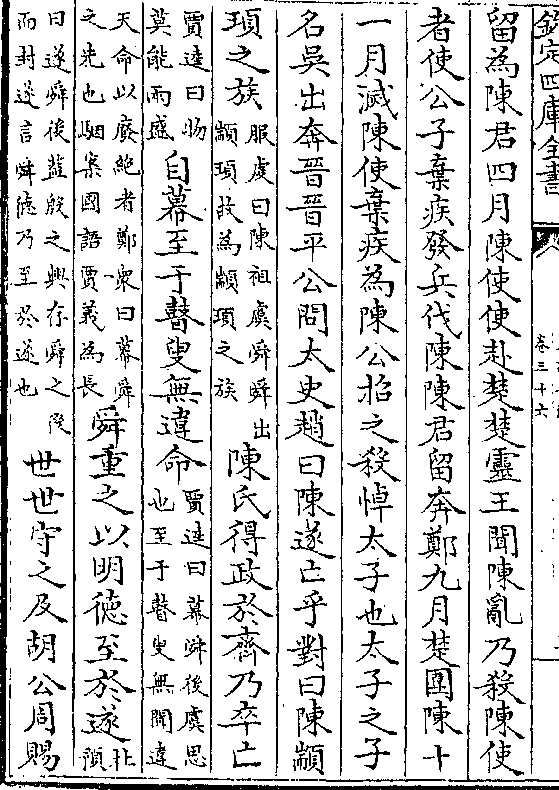 欽定四庫全書
卷三十六
留為陳君四月陳使使赴楚楚靈王聞陳亂乃殺陳使
者使公子棄疾發兵伐陳陳君留奔鄭九月楚圍陳十
一月滅陳使棄疾為陳公招之殺悼太子也太子之子
名吳出奔晉晉平公問太史趙曰陳遂亡乎對曰陳顓
頊之族服虔曰陳祖虞舜舜出顓頊故為顓頊之族陳氏得政於齊乃卒亡
賈逵曰物莫能兩盛自幕至于瞽叟無違命賈逵曰幕舜後虞思也至于瞽叟無聞違
天命以廢絶者鄭衆曰幕舜之先也駰案國語賈義為長舜重之以明徳至於遂杜預
曰遂舜後蓋殷之興存舜之後而封遂言舜徳乃至於遂也世世守之及胡公周賜